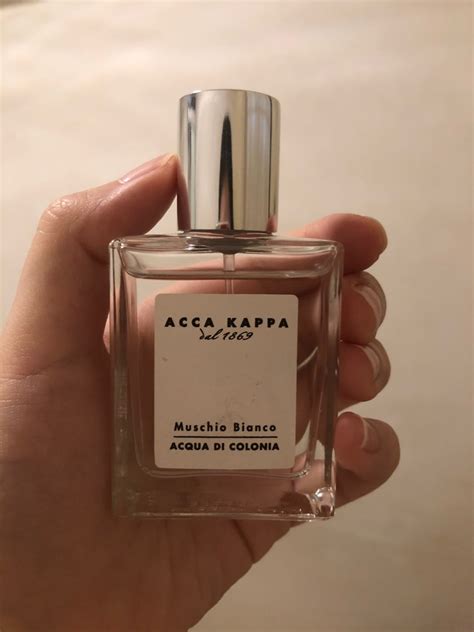 ACCA KAPPA
dal 1869
Muschio Bianco
ACQUA DI COLONIA